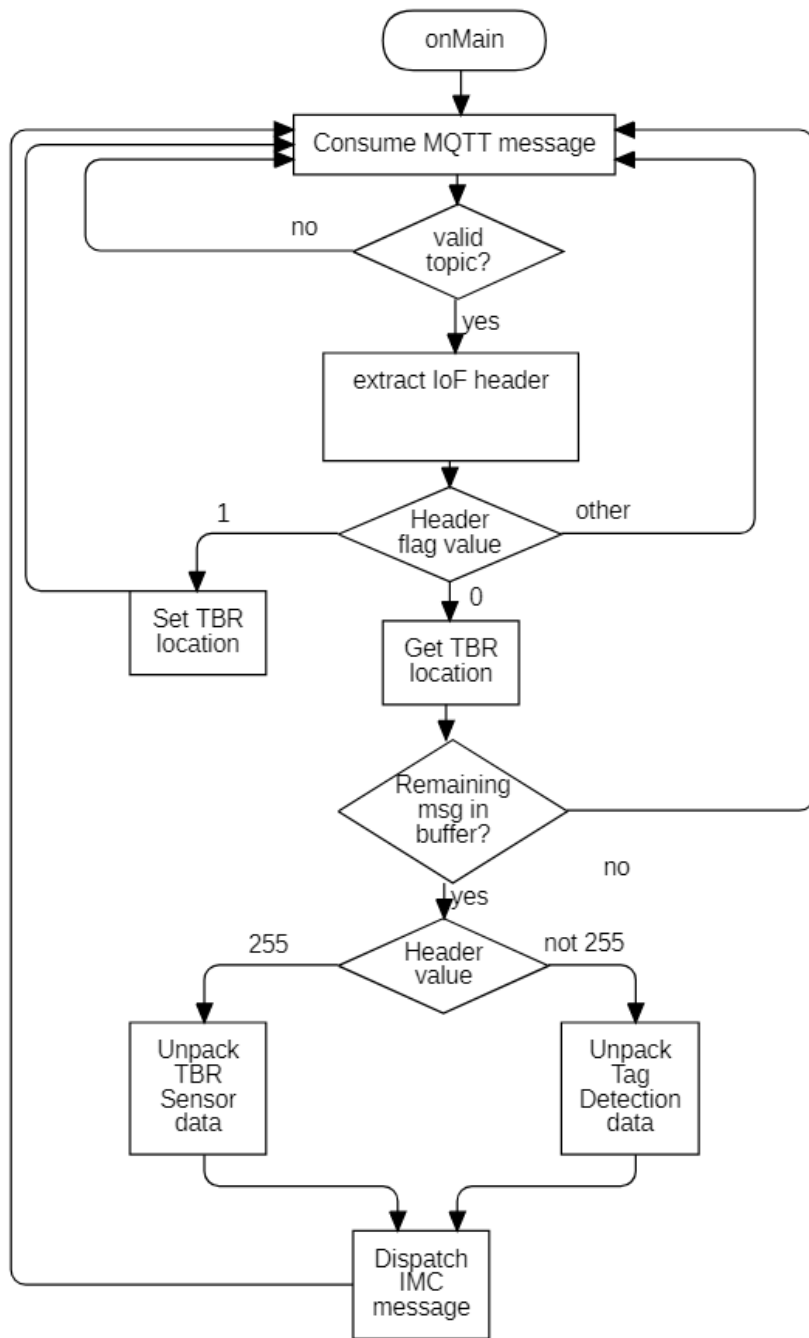 onMain
Consume MQTT message
no
valid
topic?
yes
extract IoF header
1
Header
flag value
other
0
Set TBR
location
Get TBR
location
Remaining
msg in
buffer?
no
yes
255
Header
value
not 255
Unpack
TBR
Sensor
data
Unpack
Tag
Detection
data
Dispatch
IMC
message